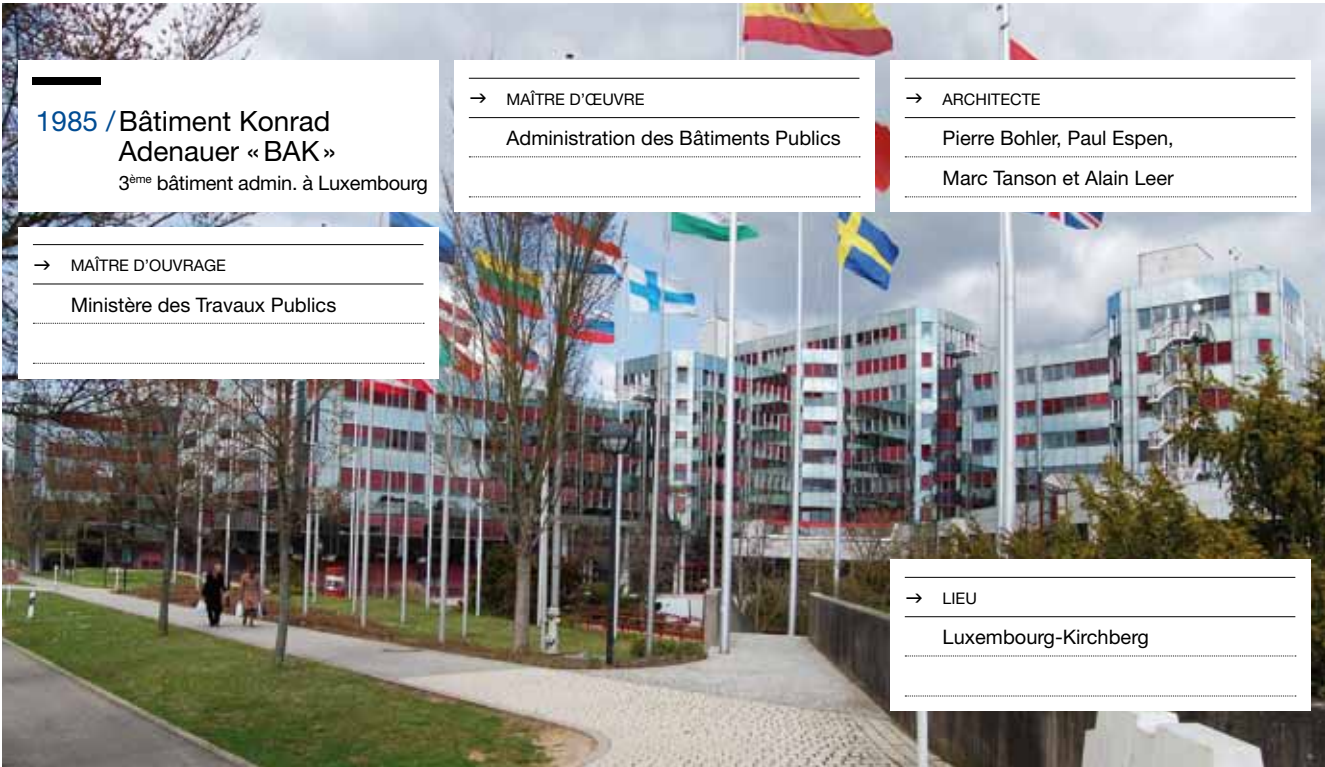 1985 / Bâtiment Konrad
Adenauer « BAK »
3ème bâtiment admin. à Luxembourg
→ MAÎTRE D'OUVRAGE
Ministère des Travaux Publics
→ MAÎTRE D'ŒUVRE
Administration des Bâtiments Publics
→ ARCHITECTE
Pierre Bohler, Paul Espen,
Marc Tanson et Alain Leer
→ LIEU
Luxembourg-Kirchberg